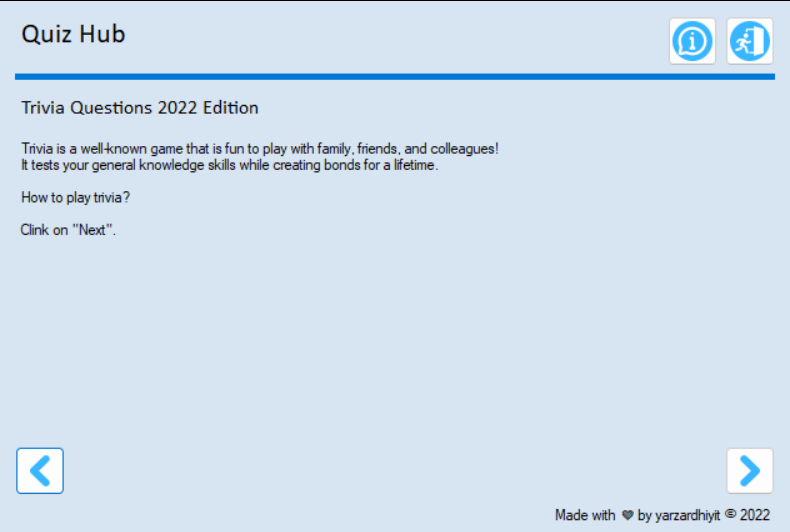 Quiz Hub
Trivia Questions 2022 Edition
Trivia is a well-known game that is fun to play with family, friends, and colleagues!
It tests your general knowledge skills while creating bonds for a lifetime.
How to play trivia?
Clink on "Next".
Made with ❤ by yarzardhiyit © 2022